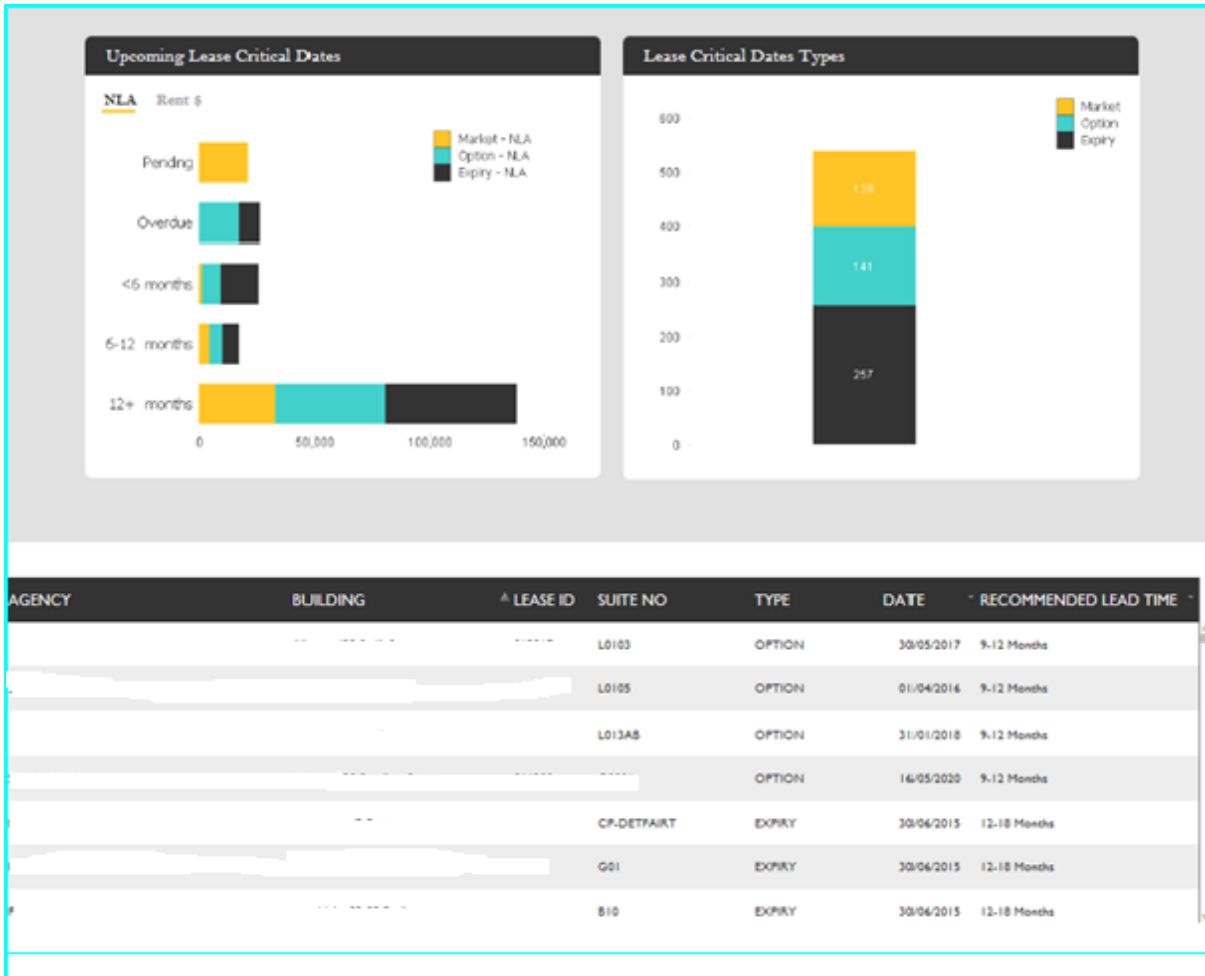 Upcoming Lease Critical Dates
NLA Rent $
Market - NLA
Option - NLA
Expiry - NLA
Pending
Overdue
<6 months
6-12 months
12+ months
0 50,000 100,000 150,000
Lease Critical Dates Types
Market
Option
Expiry
600
500
400
300
200
100
0
139
141
257
AGENCY BUILDING LEASE ID SUITE NO TYPE DATE RECOMMENDED LEAD TIME
L0103 OPTION 30/05/2017 9-12 Months
L0105 OPTION 01/04/2016 9-12 Months
L013AB OPTION 31/01/2018 9-12 Months
OPTION 16/05/2020 9-12 Months
CP-DETFAIRT EXPIRY 30/06/2015 12-18 Months
G01 EXPIRY 30/06/2015 12-18 Months
B10 EXPIRY 30/06/2015 12-18 Months